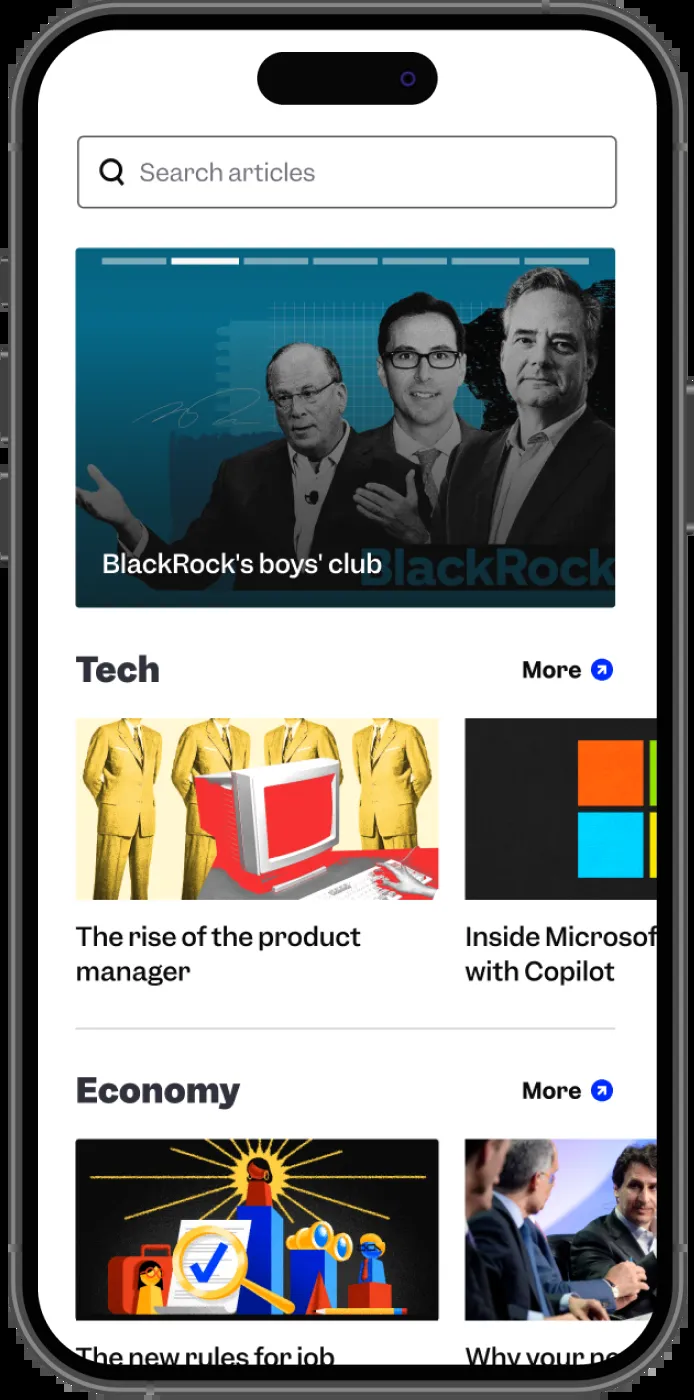 Search articles
BlackRock's boys' club
BlackRock
Tech
More
The rise of the product
manager
Inside Microsof
with Copilot
Economy
More
The new rules for job
Why your